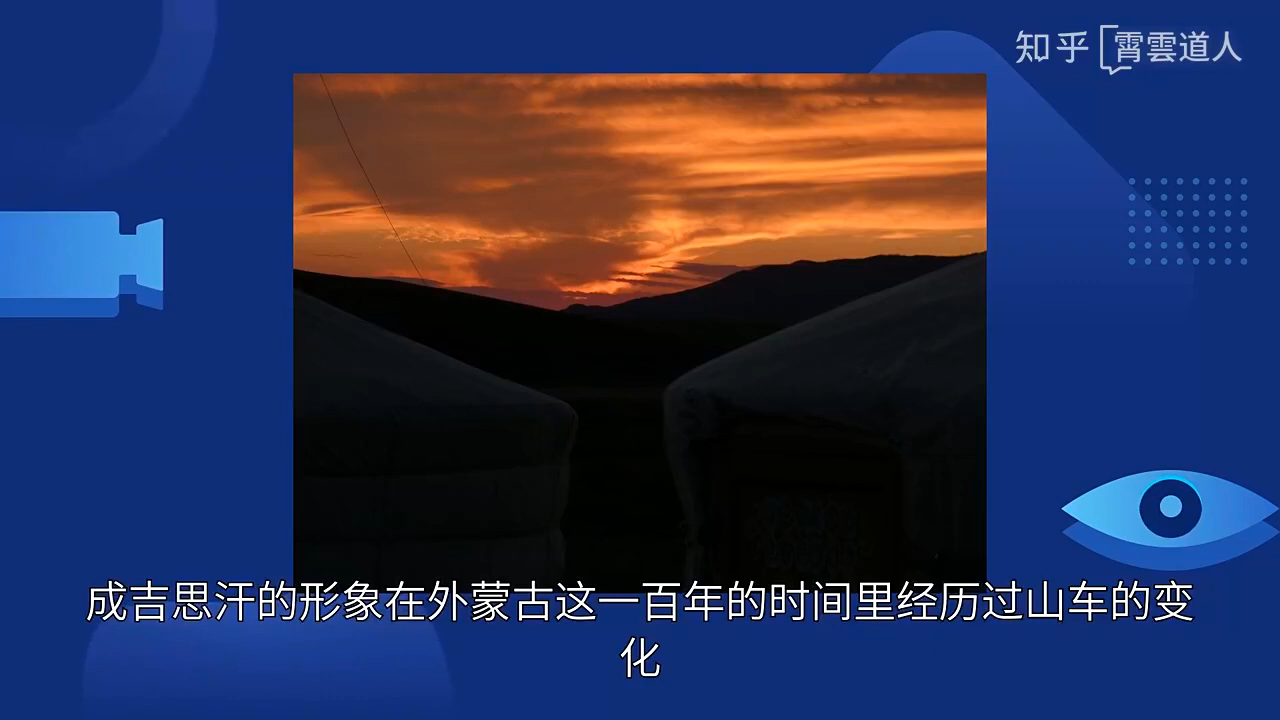 知乎 霄雲道人
成吉思汗的形象在外蒙古这一百年的时间里经历过山车的变
化